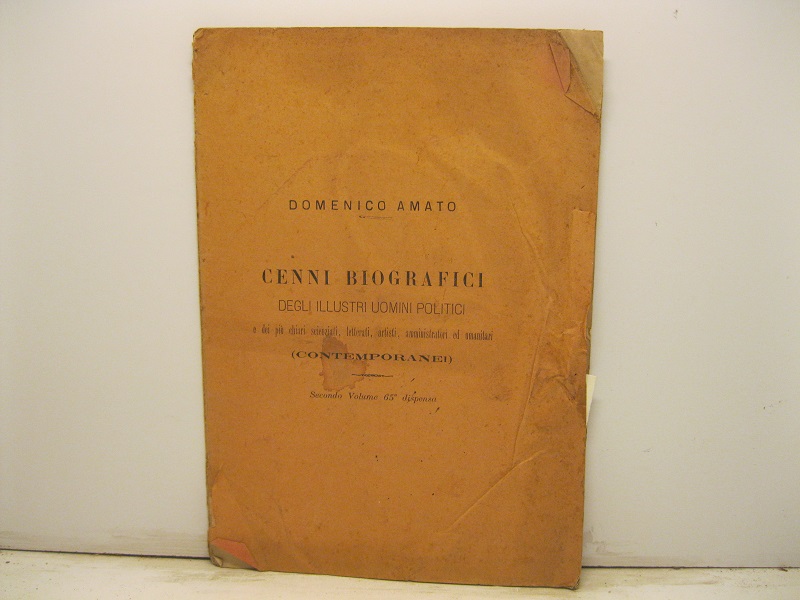 DOMENICO AMATO
CENNI BIOGRAFICI
DEGLI ILLUSTRI UOMINI POLITICI
e dei più chiari scienziati, letterati, artisti, amministratori ed umanitari
(CONTEMPORANEI)
Secondo Volume 65ª dispensa